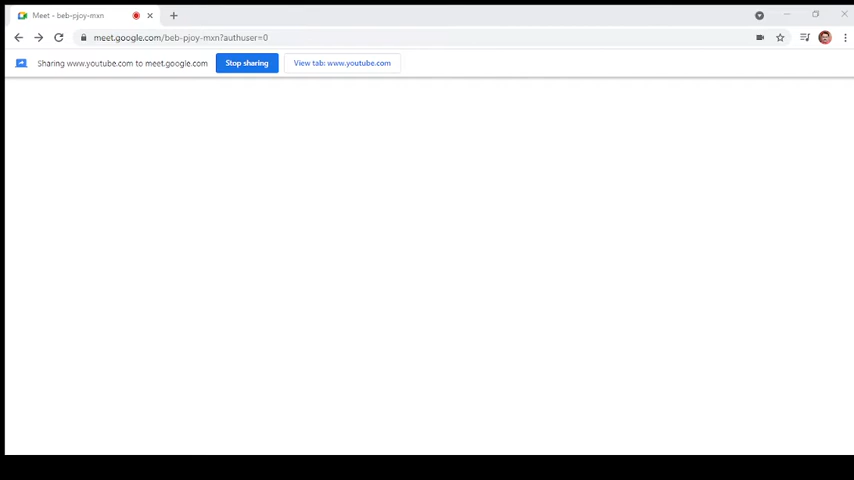 Meet - beb-pjoy-mxn
meet.google.com/beb-pjoy-mxn?authuser=0
Sharing www.youtube.com to meet.google.com Stop sharing View tab: www.youtube.com